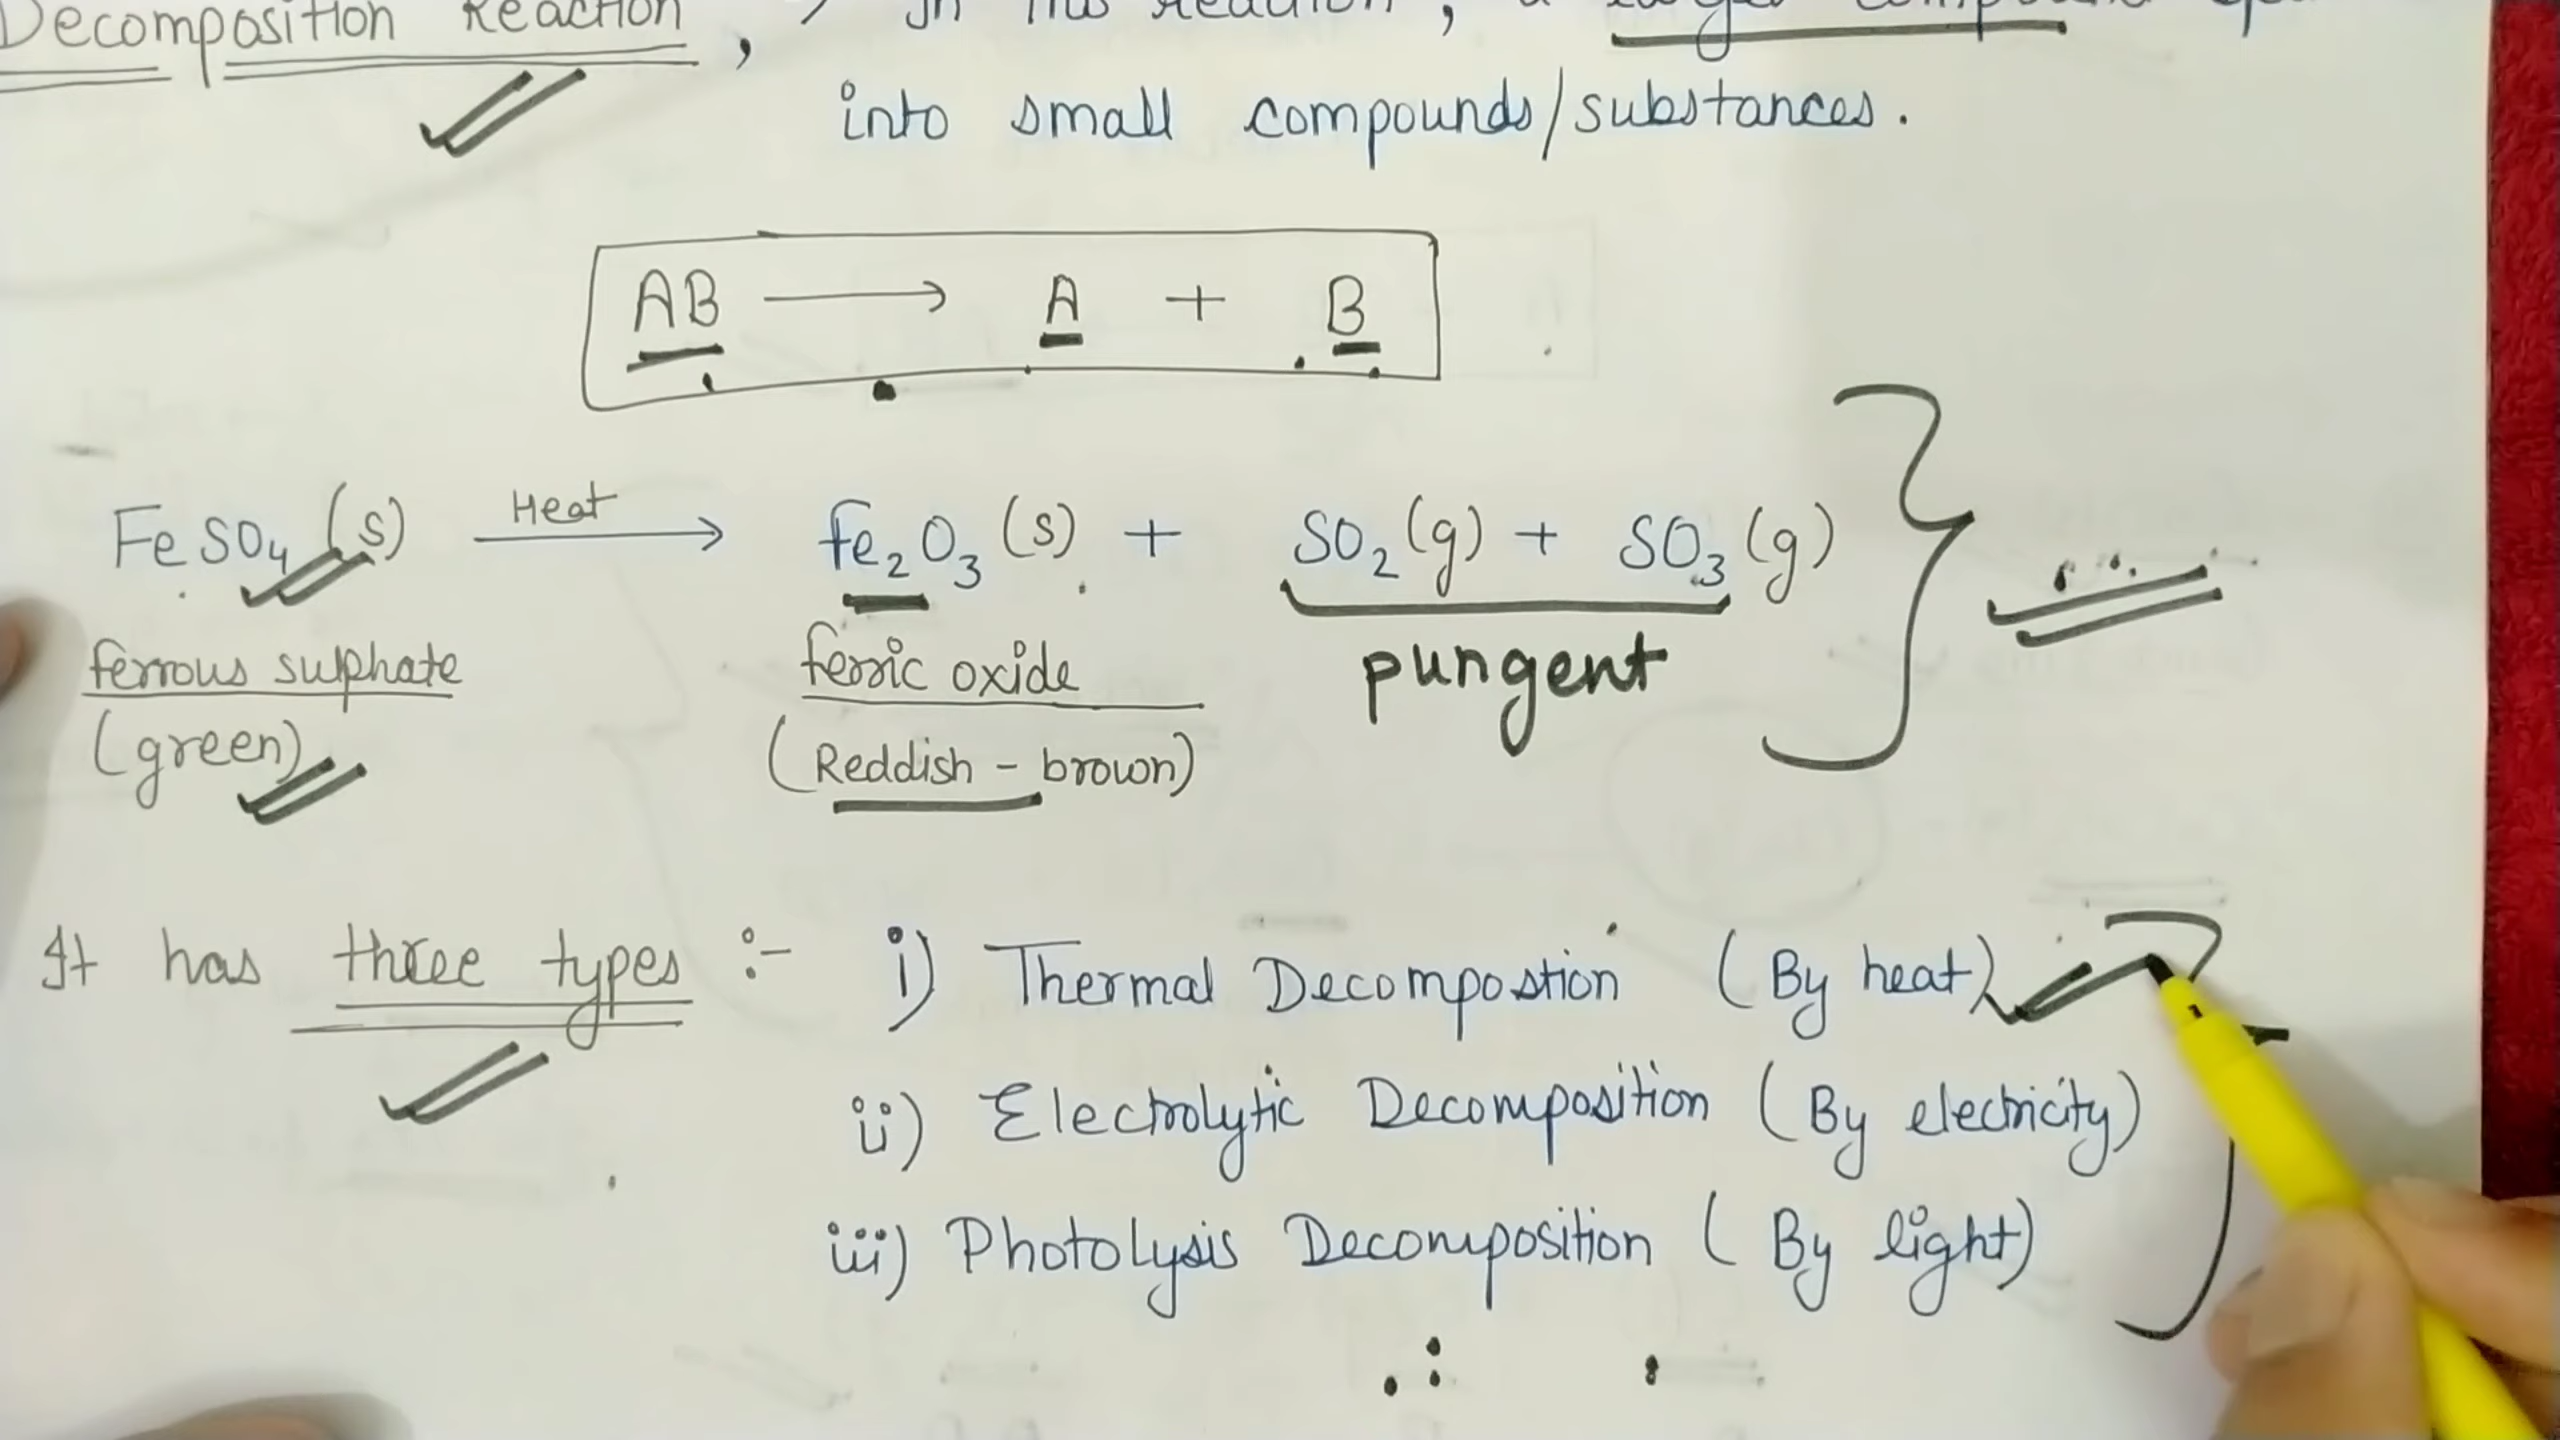 Decomposition Reaction, > In this reaction, a larger compound
into small compounds/substances.
AB → A + B
FeSO4 (s) Heat → Fe2O3 (s) + SO2 (g) + SO3 (g)
ferrous sulphate ferric oxide pungent
(green) (Reddish - brown)
It has three types :- i) Thermal Decompostion (By heat)
ii) Electrolytic Decomposition (By electricity)
iii) Photolysis Decomposition (By light)